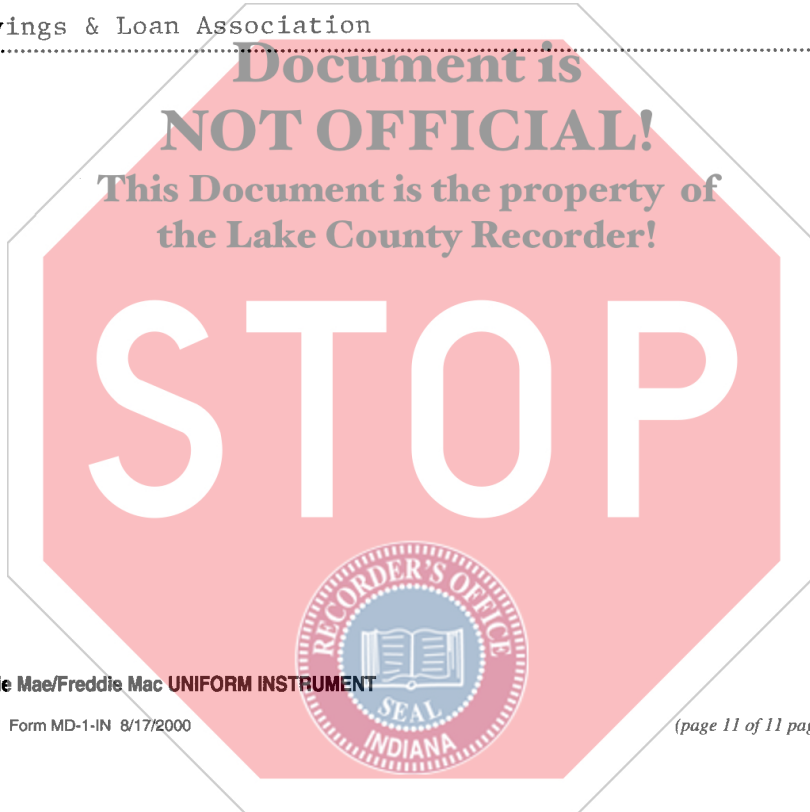 vings & Loan Association
Document is
NOT OFFICIAL!
This Document is the property of
the Lake County Recorder!
STOP
RECORDER'S OFFICE
SEAL
INDIANA
e Mae/Freddie Mac UNIFORM INSTRUMENT
Form MD-1-IN 8/17/2000
(page 11 of 11 pag